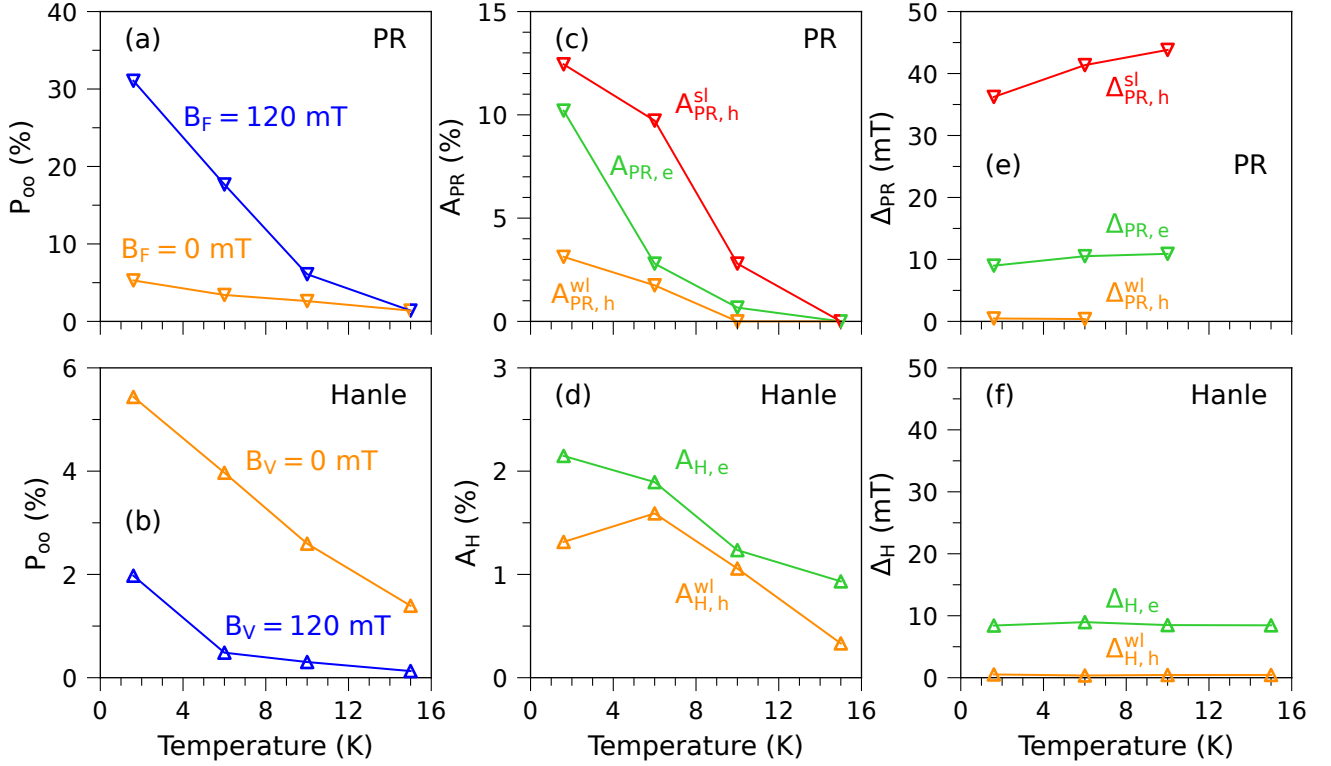 40
30
20
10
0
P_oo (%)
(a)
PR
B_F = 120 mT
B_F = 0 mT
15
10
5
0
A_PR (%)
(c)
PR
A^sl_PR, h
A_PR, e
A^wl_PR, h
50
40
30
20
10
0
Δ_PR (mT)
Δ^sl_PR, h
(e)
PR
Δ_PR, e
Δ^wl_PR, h
6
4
2
0
P_oo (%)
Hanle
B_V = 0 mT
(b)
B_V = 120 mT
0 4 8 12 16
Temperature (K)
3
2
1
0
A_H (%)
(d)
Hanle
A_H, e
A^wl_H, h
0 4 8 12 16
Temperature (K)
50
40
30
20
10
0
Δ_H (mT)
(f)
Hanle
Δ_H, e
Δ^wl_H, h
0 4 8 12 16
Temperature (K)